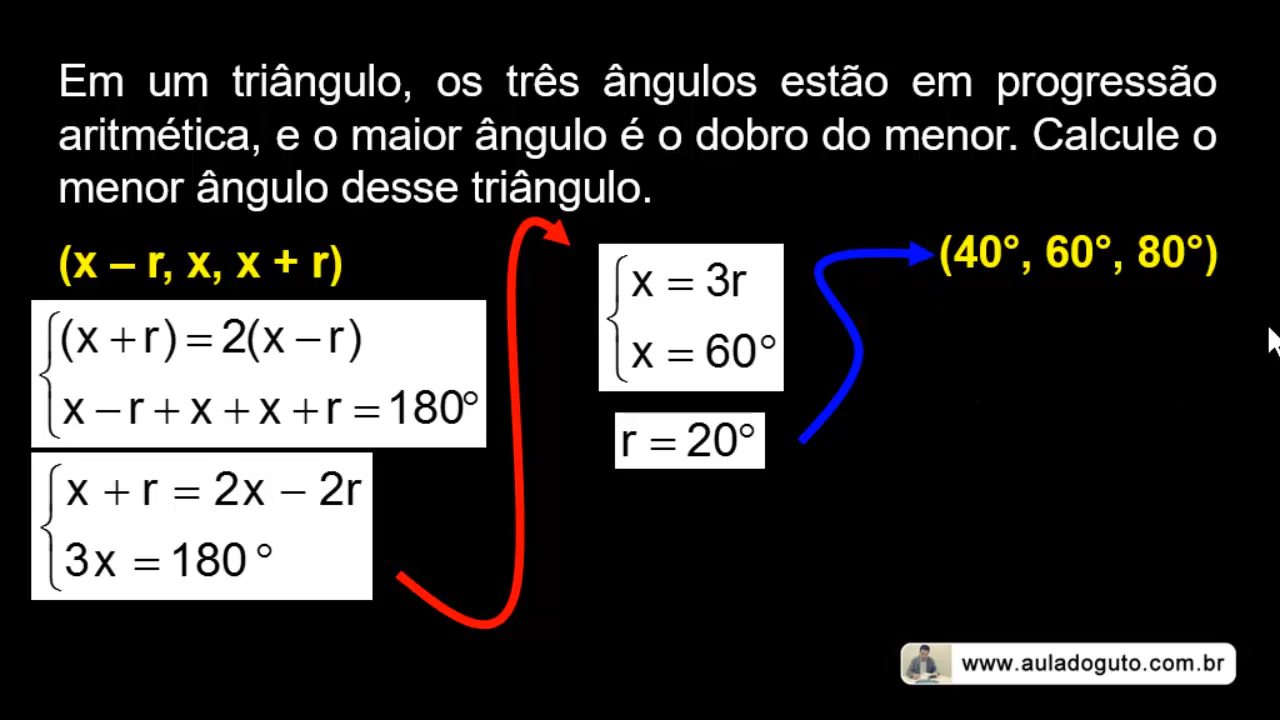 Em um triângulo, os três ângulos estão em progressão
aritmética, e o maior ângulo é o dobro do menor. Calcule o
menor ângulo desse triângulo.
(x – r, x, x + r)
(x + r) = 2(x – r)
x – r + x + x + r = 180°
x + r = 2x – 2r
3x = 180°
x = 3r
x = 60°
r = 20°
(40°, 60°, 80°)
www.auladoguto.com.br